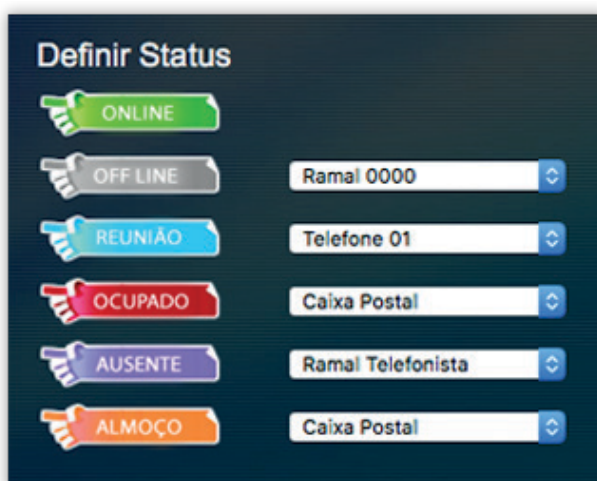 Definir Status
ONLINE
OFF LINE Ramal 0000
REUNIÃO Telefone 01
OCUPADO Caixa Postal
AUSENTE Ramal Telefonista
ALMOÇO Caixa Postal